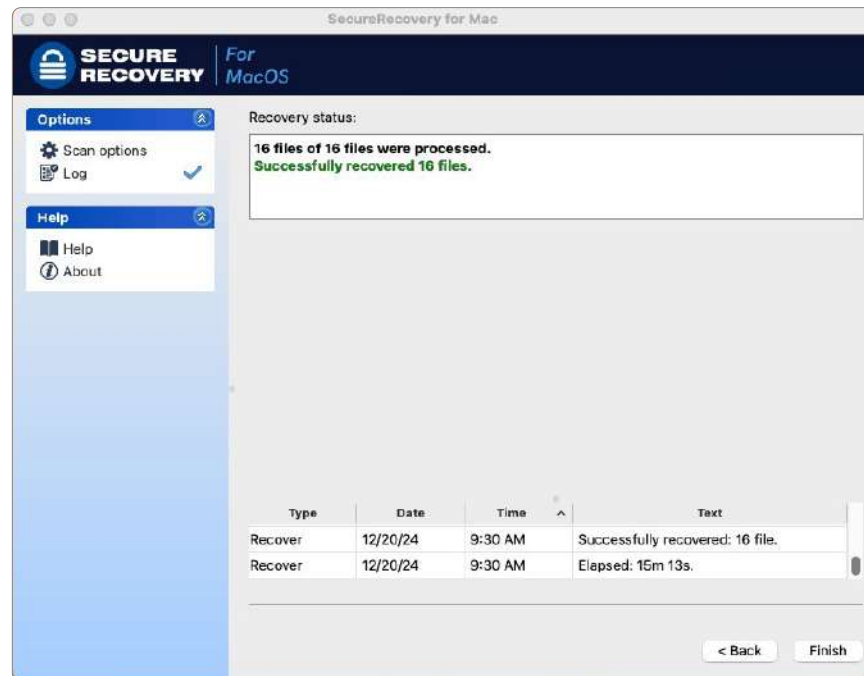 SecureRecovery for Mac
SECURE RECOVERY
For MacOS
Options
Scan options
Log
Help
Help
About
Recovery status:
16 files of 16 files were processed.
Successfully recovered 16 files.
Type Date Time Text
Recover 12/20/24 9:30 AM Successfully recovered: 16 file.
Recover 12/20/24 9:30 AM Elapsed: 15m 13s.
< Back Finish